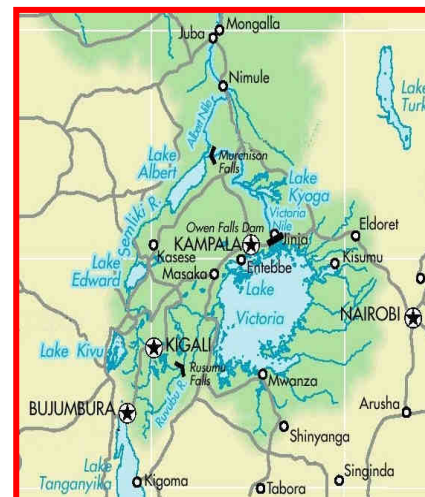 Mongalla
Juba
Nimule
Lake
Turk
Albert Nile
Lake
Albert
Murchison
Falls
Semliki R.
Lake
Kyoga
Victoria
Nile
Owen Falls Dam
Eldoret
KAMPALA
Jinja
Kasese
Entebbe
Kisumu
Lake
Edward
Masaka
Lake
Victoria
NAIROBI
Lake Kivu
KIGALI
Rusumu
Falls
Ruvubu R.
Mwanza
BUJUMBURA
Arusha
Shinyanga
Lake
Tanganyika
Kigoma
Tabora
Singinda